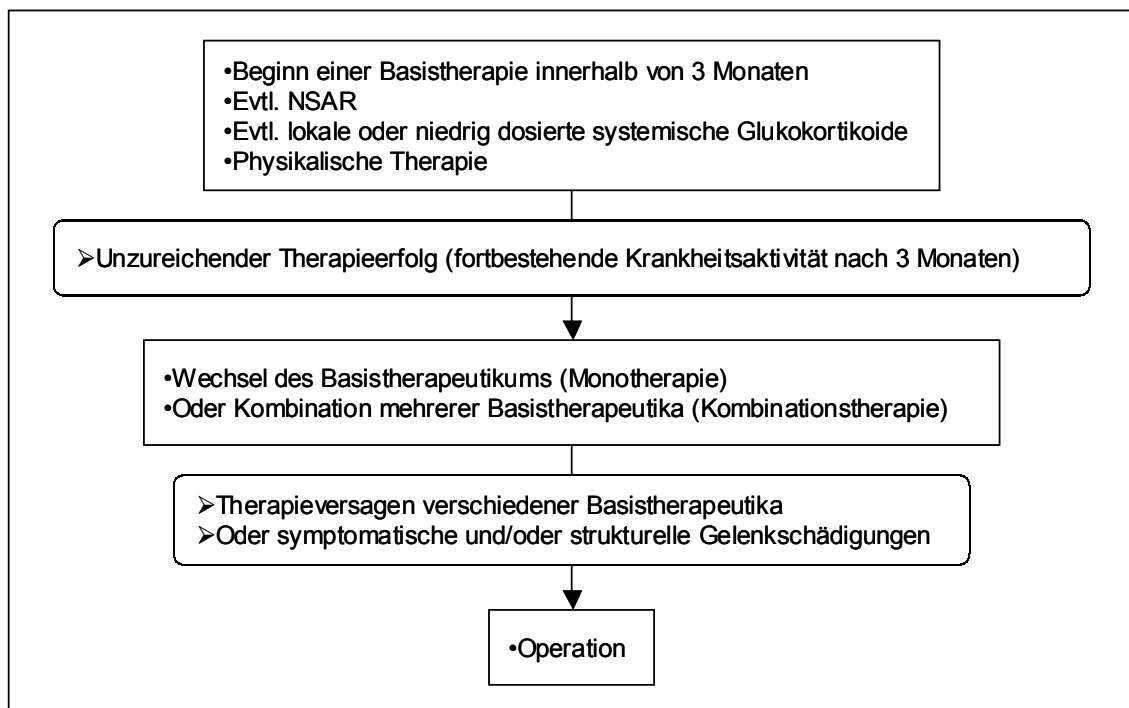 •Beginn einer Basistherapie innerhalb von 3 Monaten
•Evtl. NSAR
•Evtl. lokale oder niedrig dosierte systemische Glukokortikoide
•Physikalische Therapie
➢Unzureichender Therapieerfolg (fortbestehende Krankheitsaktivität nach 3 Monaten)
•Wechsel des Basistherapeutikums (Monotherapie)
•Oder Kombination mehrerer Basistherapeutika (Kombinationstherapie)
➢Therapieversagen verschiedener Basistherapeutika
➢Oder symptomatische und/oder strukturelle Gelenkschädigungen
•Operation